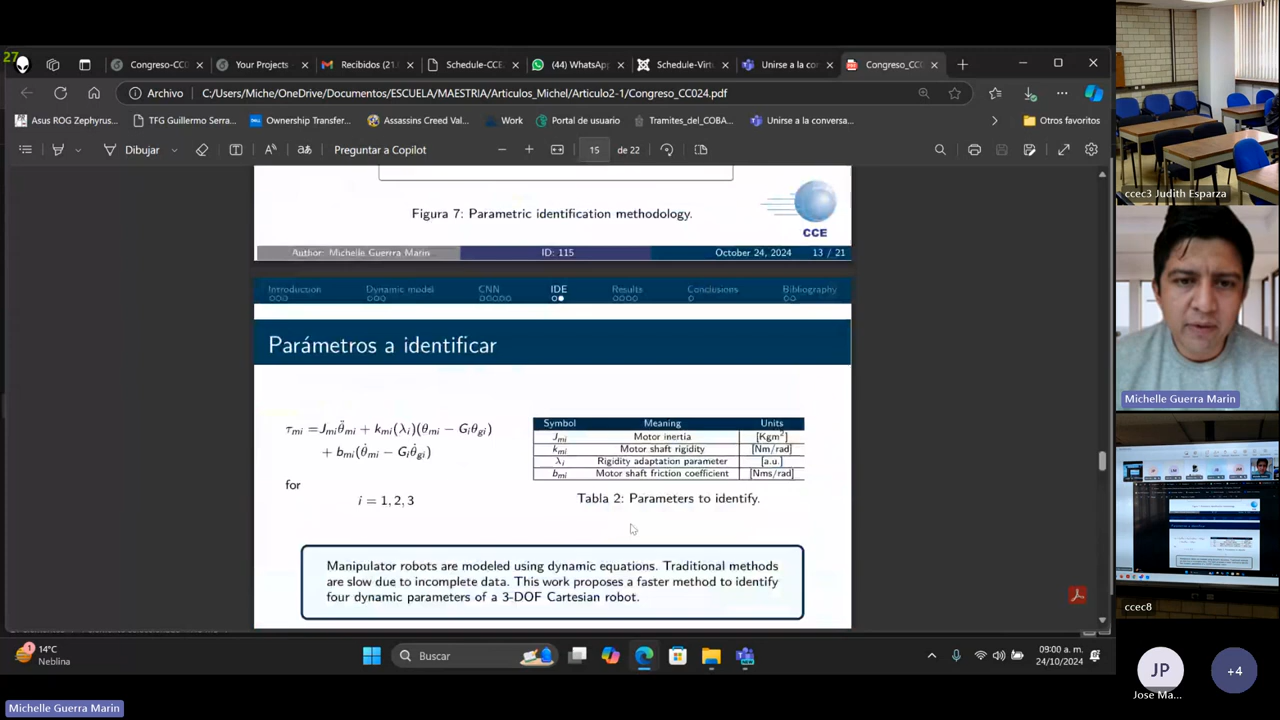 27
Congreso-CC
Your Projects
Recibidos (21.
Schedule-CCE.
(44) WhatsApp
Schedule-Virtu
Unirse a la con
Congreso_CC
Archivo
C:/Users/Miche/OneDrive/Documentos/ESCUELA/MAESTRIA/Articulos_Michel/Articulo2-1/Congreso_CC024.pdf
Asus ROG Zephyrus...
TFG Guillermo Serra...
Ownership Transfer...
Assassins Creed Val...
Work
Portal de usuario
Tramites_del_COBA...
Unirse a la conversa...
Otros favoritos
Dibujar
Preguntar a Copilot
15
de 22
Figura 7: Parametric identification methodology.
CCE
Author: Michelle Guerrra Marin
ID: 115
October 24, 2024
13 / 21
Introduction
Dynamic model
CNN
IDE
Results
Conclusions
Bibliography
Parámetros a identificar
τmi =Jmiθ̈mi + kmi(λi)(θmi − Giθgi)
+ bmi(θ̇mi − Giθ̇gi)
for
i = 1, 2, 3
Symbol Meaning Units
Jmi Motor inertia [Kgm²]
kmi Motor shaft rigidity [Nm/rad]
λi Rigidity adaptation parameter [a.u.]
bmi Motor shaft friction coefficient [Nms/rad]
Tabla 2: Parameters to identify.
Manipulator robots are modeled using dynamic equations. Traditional methods
are slow due to incomplete data. This work proposes a faster method to identify
four dynamic parameters of a 3-DOF Cartesian robot.
1
14°C
Neblina
Buscar
09:00 a. m.
24/10/2024
Michelle Guerra Marin
ccec3 Judith Esparza
Michelle Guerra Marin
ccec8
JP
Jose Ma...
+4